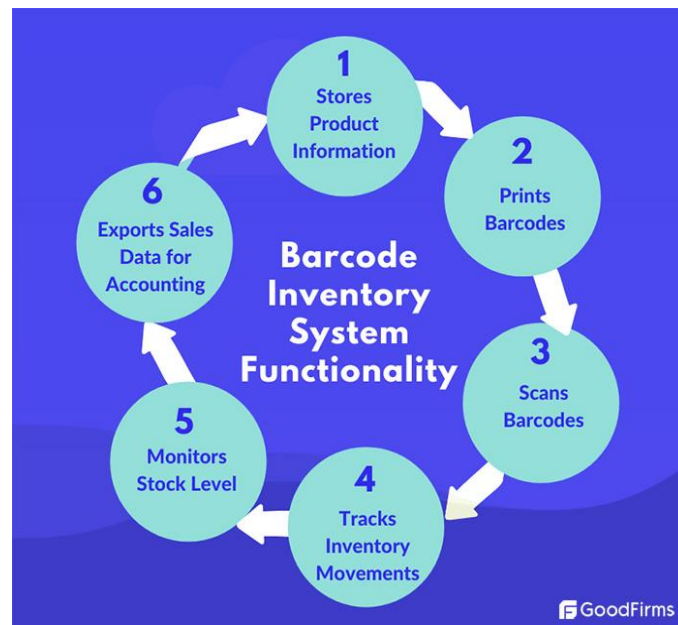 1
Stores
Product
Information
2
Prints
Barcodes
3
Scans
Barcodes
4
Tracks
Inventory
Movements
5
Monitors
Stock Level
6
Exports Sales
Data for
Accounting
Barcode
Inventory
System
Functionality
GoodFirms